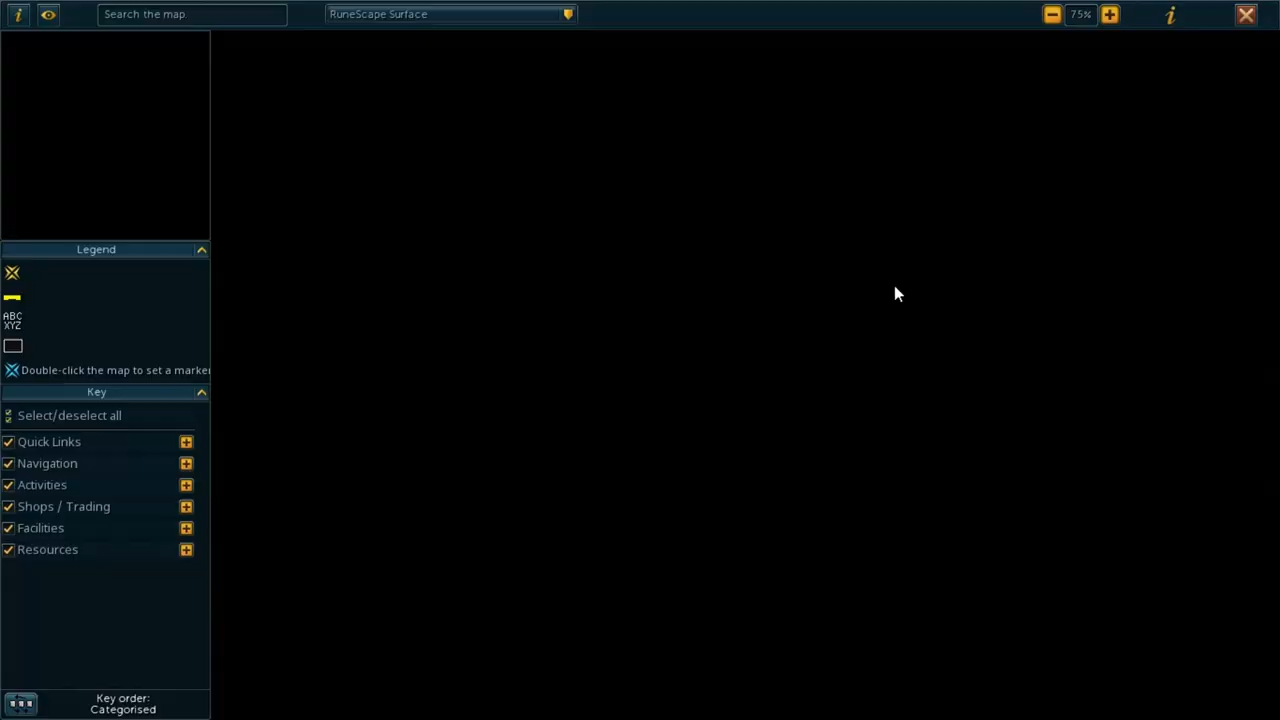 Search the map
RuneScape Surface
75%
Legend
ABC
XYZ
Double-click the map to set a marke
Key
Select/deselect all
Quick Links
Navigation
Activities
Shops / Trading
Facilities
Resources
Key order:
Categorised